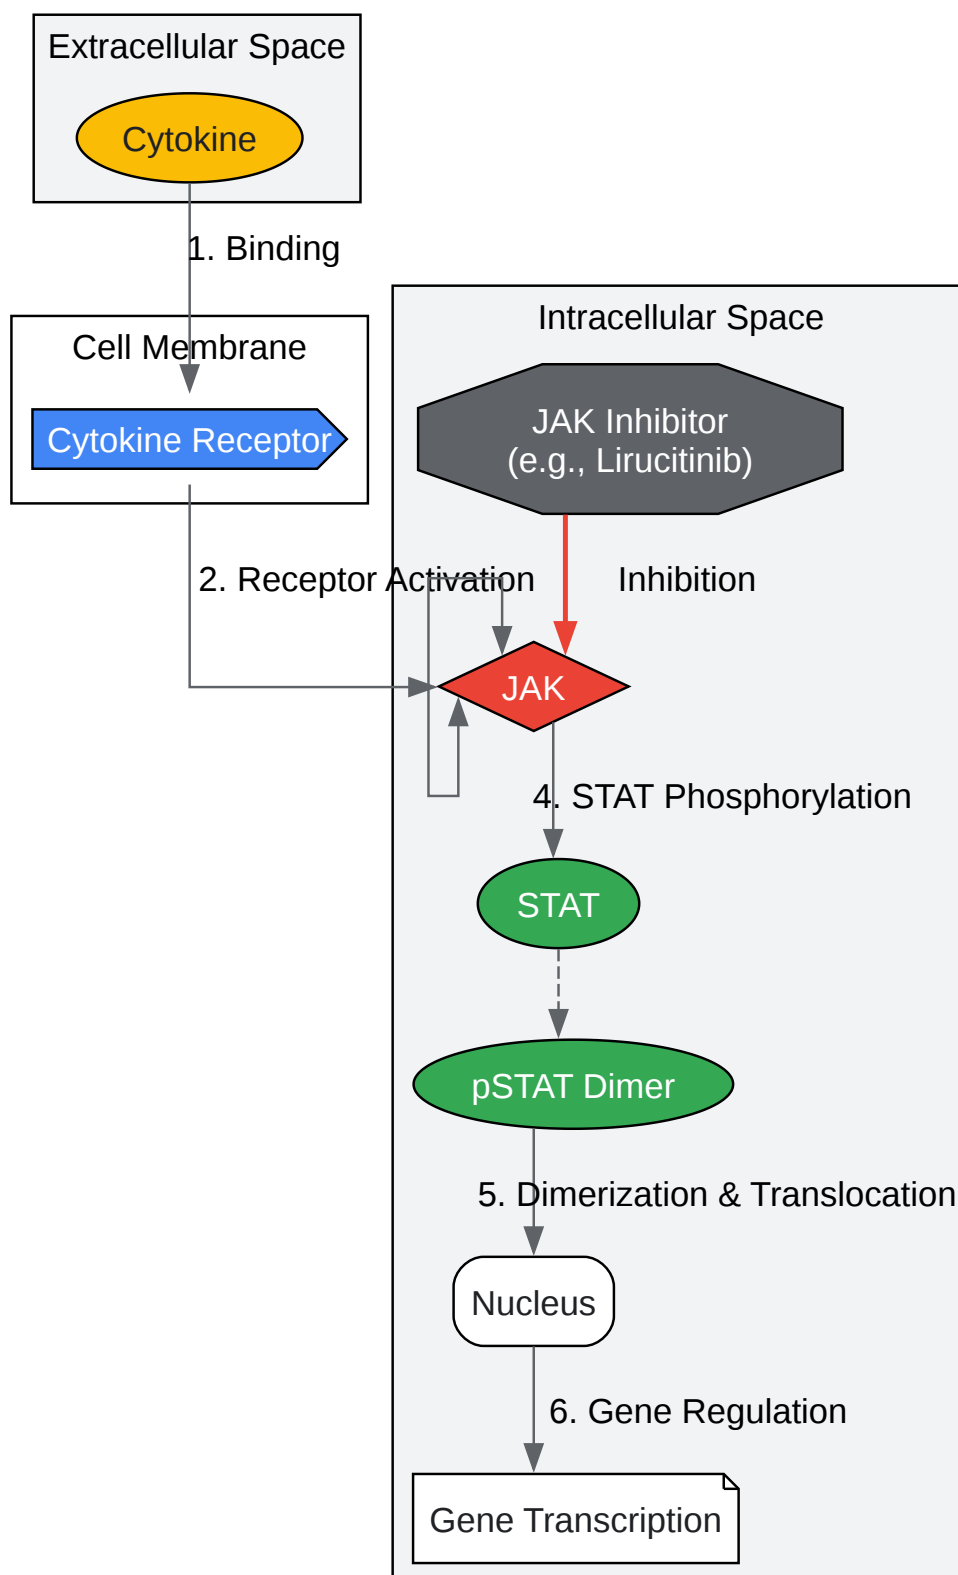 Extracellular Space
Cytokine
1. Binding
Cell Membrane
Cytokine Receptor
Intracellular Space
JAK Inhibitor
(e.g., Lirucitinib)
2. Receptor Activation
Inhibition
JAK
4. STAT Phosphorylation
STAT
pSTAT Dimer
5. Dimerization & Translocation
Nucleus
6. Gene Regulation
Gene Transcription